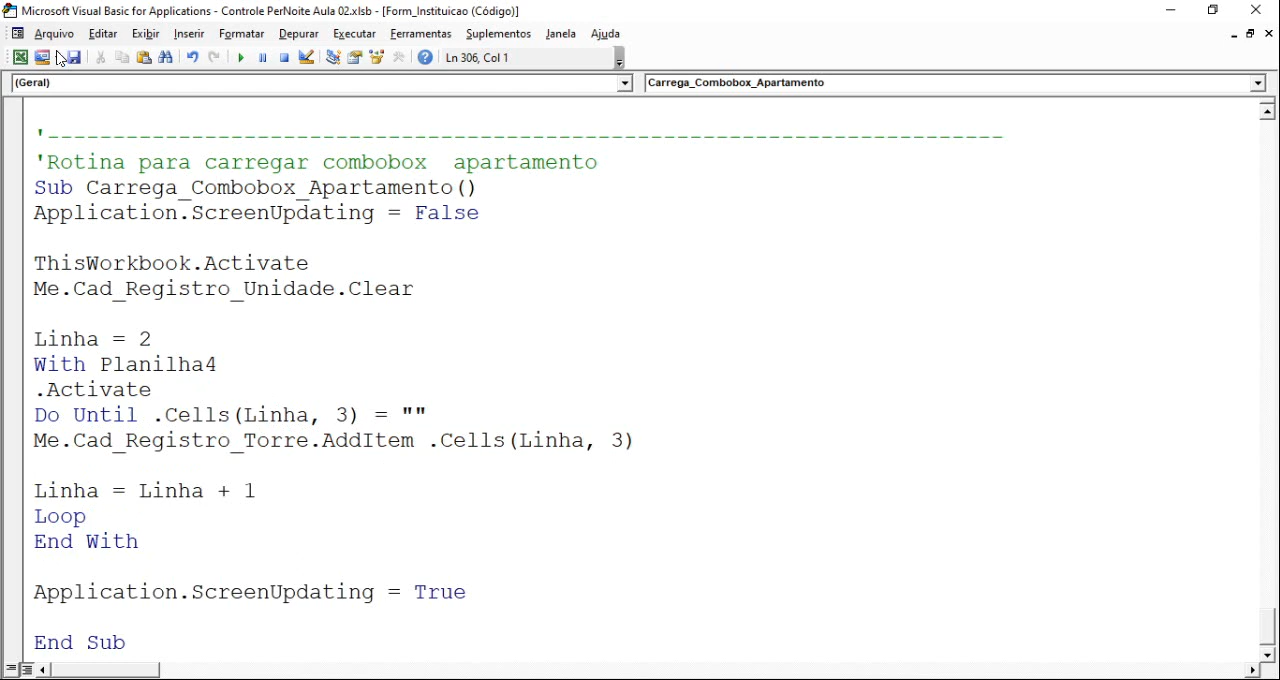 Microsoft Visual Basic for Applications - Controle PerNoite Aula 02.xlsb - [Form_Instituicao (Código)]
Arquivo Editar Exibir Inserir Formatar Depurar Executar Ferramentas Suplementos Janela Ajuda
Ln 306, Col 1
(Geral) Carrega_Combobox_Apartamento
'-------------------------------------------------------------------------
'Rotina para carregar combobox  apartamento
Sub Carrega_Combobox_Apartamento()
Application.ScreenUpdating = False
ThisWorkbook.Activate
Me.Cad_Registro_Unidade.Clear
Linha = 2
With Planilha4
.Activate
Do Until .Cells(Linha, 3) = ""
Me.Cad_Registro_Torre.AddItem .Cells(Linha, 3)
Linha = Linha + 1
Loop
End With
Application.ScreenUpdating = True
End Sub